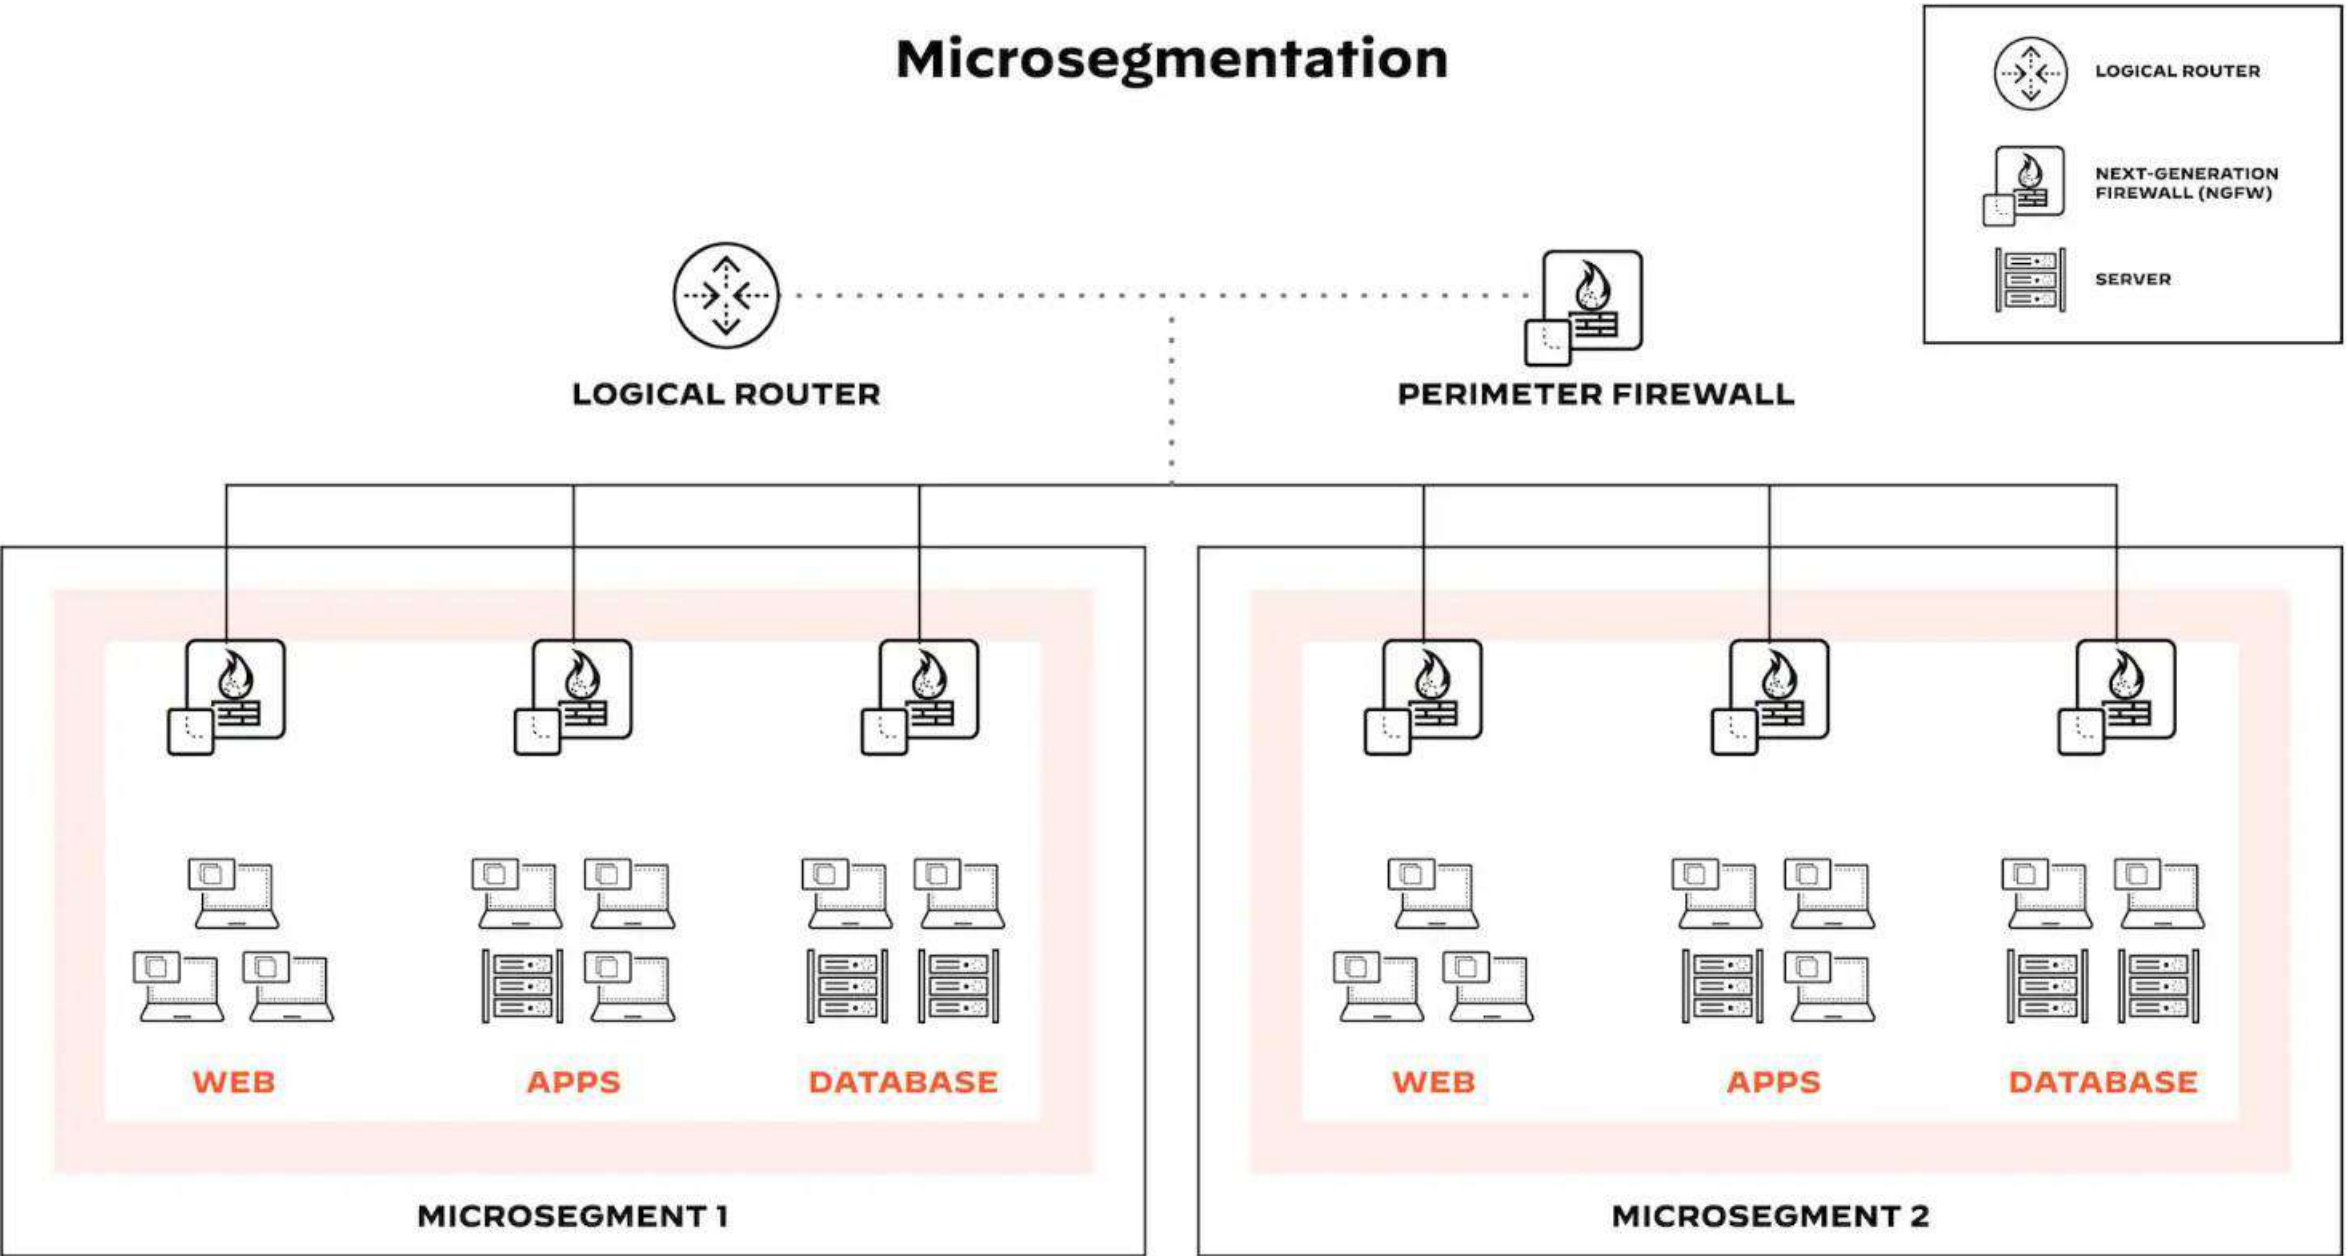 Microsegmentation
LOGICAL ROUTER
NEXT-GENERATION
FIREWALL (NGFW)
SERVER
LOGICAL ROUTER
PERIMETER FIREWALL
WEB
APPS
DATABASE
MICROSEGMENT 1
WEB
APPS
DATABASE
MICROSEGMENT 2